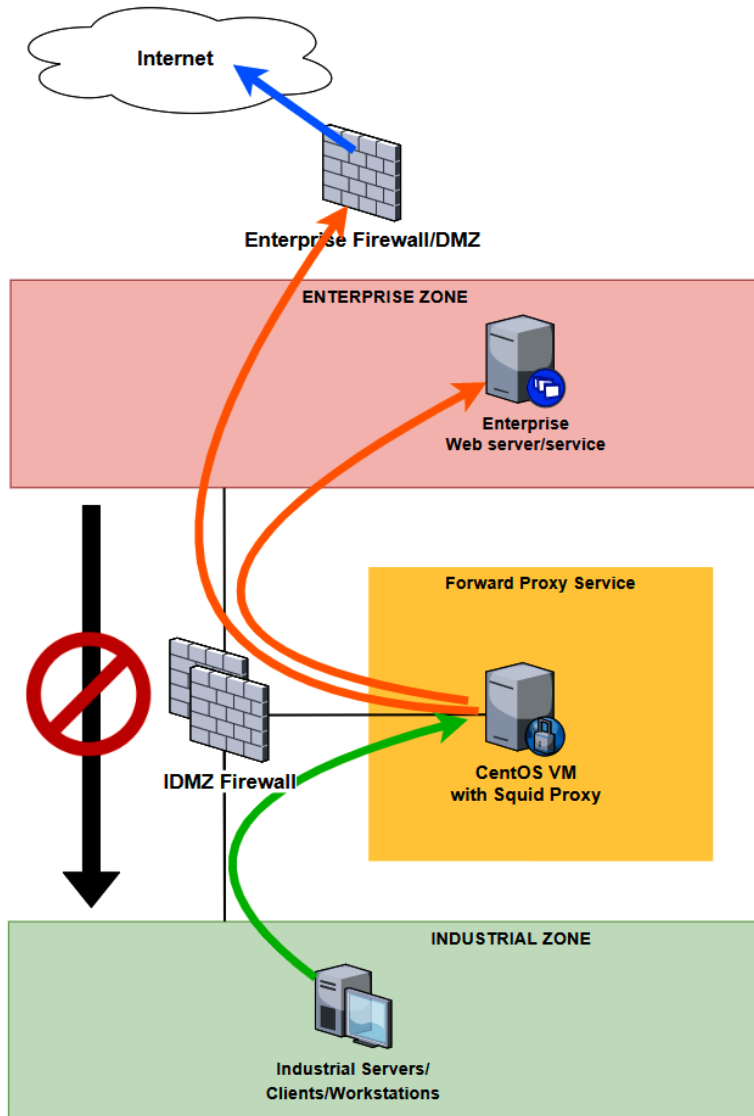 Internet
Enterprise Firewall/DMZ
ENTERPRISE ZONE
Enterprise
Web server/service
Forward Proxy Service
IDMZ Firewall
CentOS VM
with Squid Proxy
INDUSTRIAL ZONE
Industrial Servers/
Clients/Workstations